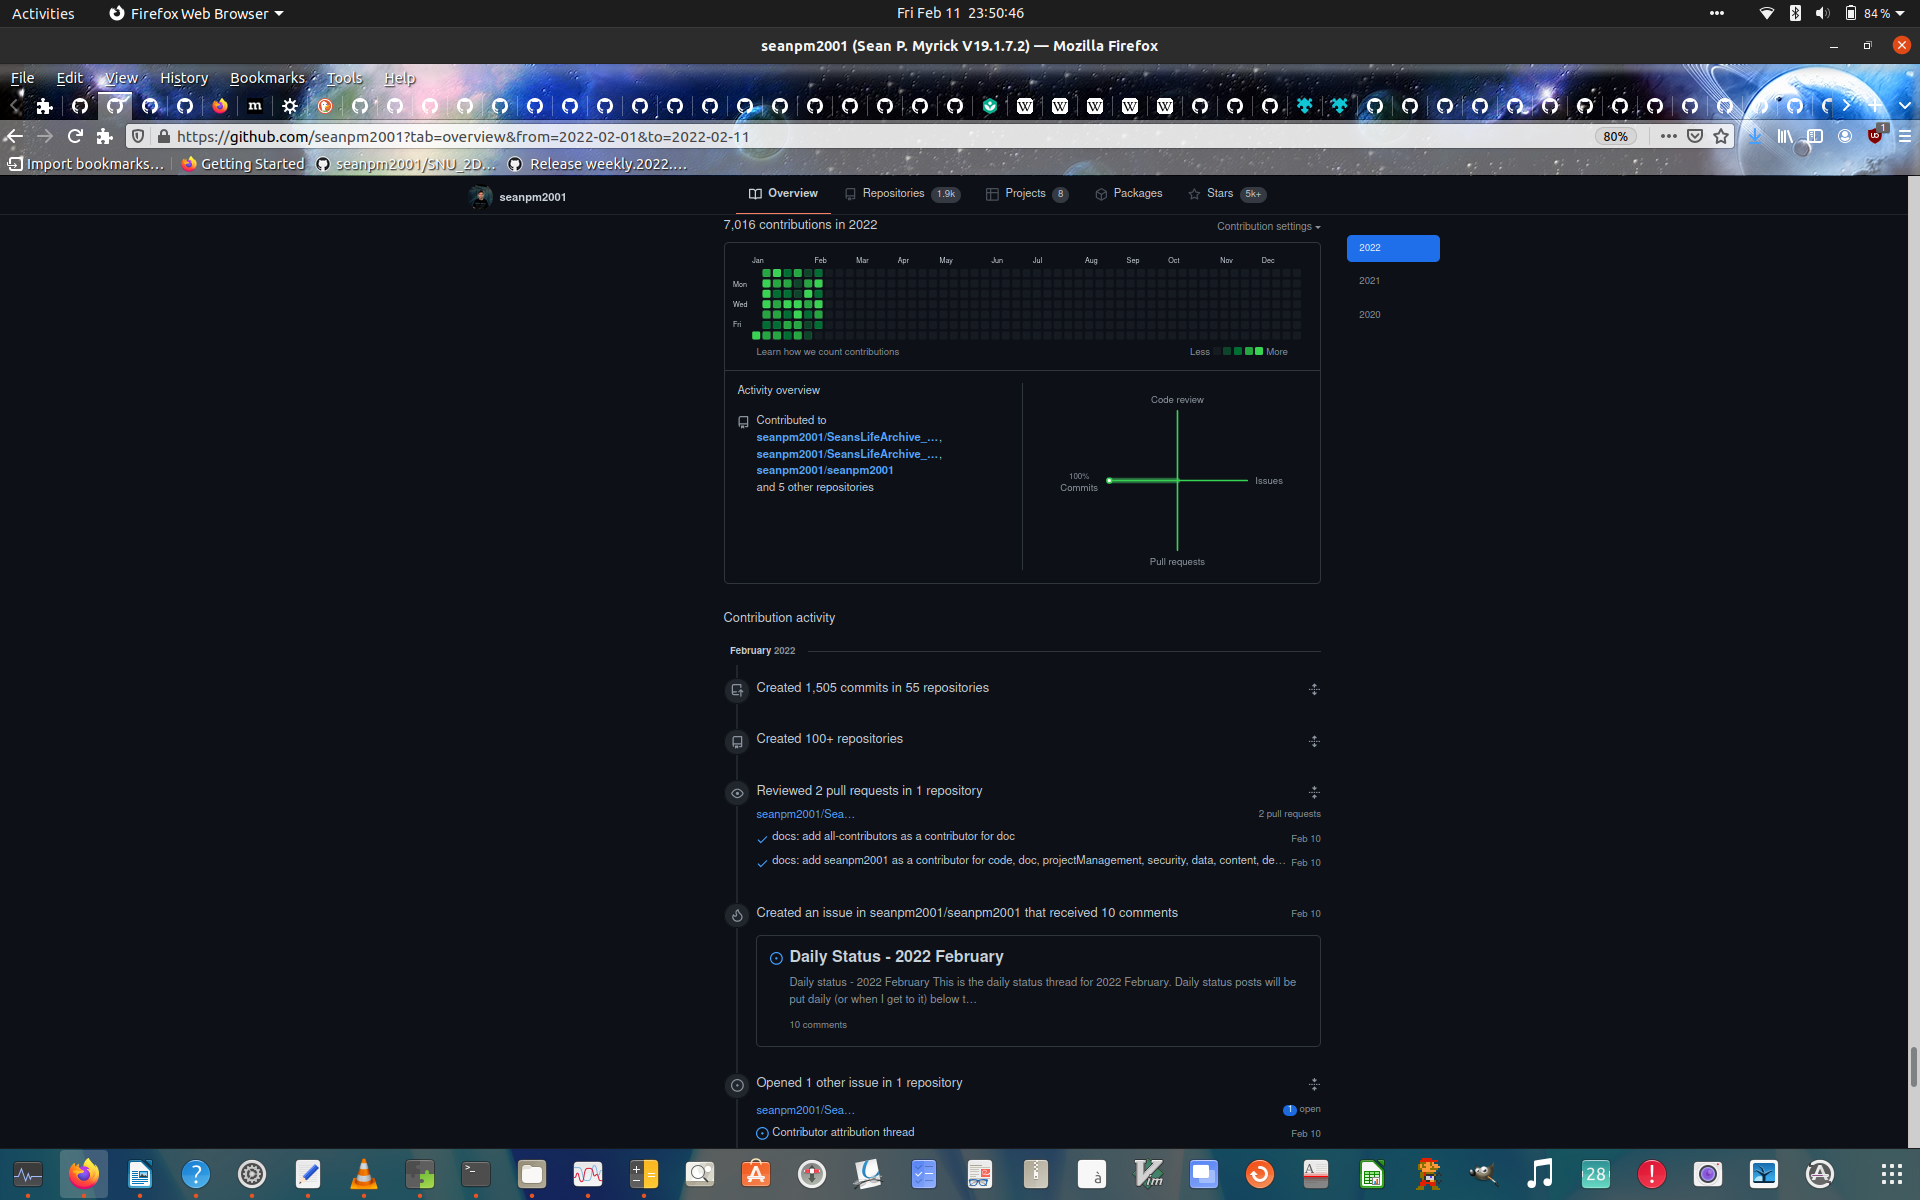 Activities
Firefox Web Browser
Fri Feb 11 23:50:46
84 %
seanpm2001 (Sean P. Myrick V19.1.7.2) — Mozilla Firefox
File Edit View History Bookmarks Tools Help
https://github.com/seanpm2001?tab=overview&from=2022-02-01&to=2022-02-11
80%
1
Import bookmarks...
Getting Started
seanpm2001/SNU_2D...
Release weekly.2022....
seanpm2001
Overview
Repositories 1.9k
Projects 8
Packages
Stars 5k+
7,016 contributions in 2022
Contribution settings
2022
2021
2020
Jan Feb Mar Apr May Jun Jul Aug Sep Oct Nov Dec
Mon
Wed
Fri
Learn how we count contributions
Less More
Activity overview
Contributed to
seanpm2001/SeansLifeArchive_...,
seanpm2001/SeansLifeArchive_...,
seanpm2001/seanpm2001
and 5 other repositories
Code review
100%
Commits
Issues
Pull requests
Contribution activity
February 2022
Created 1,505 commits in 55 repositories
Created 100+ repositories
Reviewed 2 pull requests in 1 repository
seanpm2001/Sea...
2 pull requests
docs: add all-contributors as a contributor for doc
Feb 10
docs: add seanpm2001 as a contributor for code, doc, projectManagement, security, data, content, de...
Feb 10
Created an issue in seanpm2001/seanpm2001 that received 10 comments
Feb 10
Daily Status - 2022 February
Daily status - 2022 February This is the daily status thread for 2022 February. Daily status posts will be
put daily (or when I get to it) below t...
10 comments
Opened 1 other issue in 1 repository
seanpm2001/Sea...
1 open
Contributor attribution thread
Feb 10
28